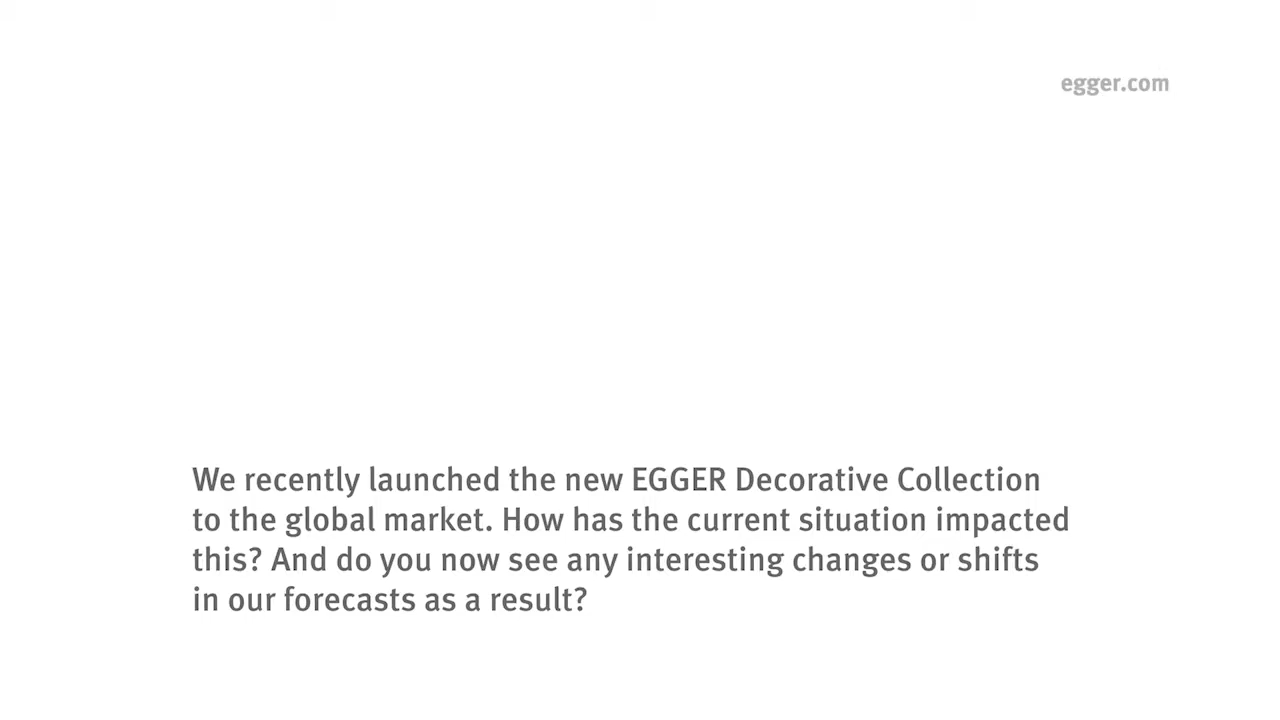 egger.com
We recently launched the new EGGER Decorative Collection
to the global market. How has the current situation impacted
this? And do you now see any interesting changes or shifts
in our forecasts as a result?